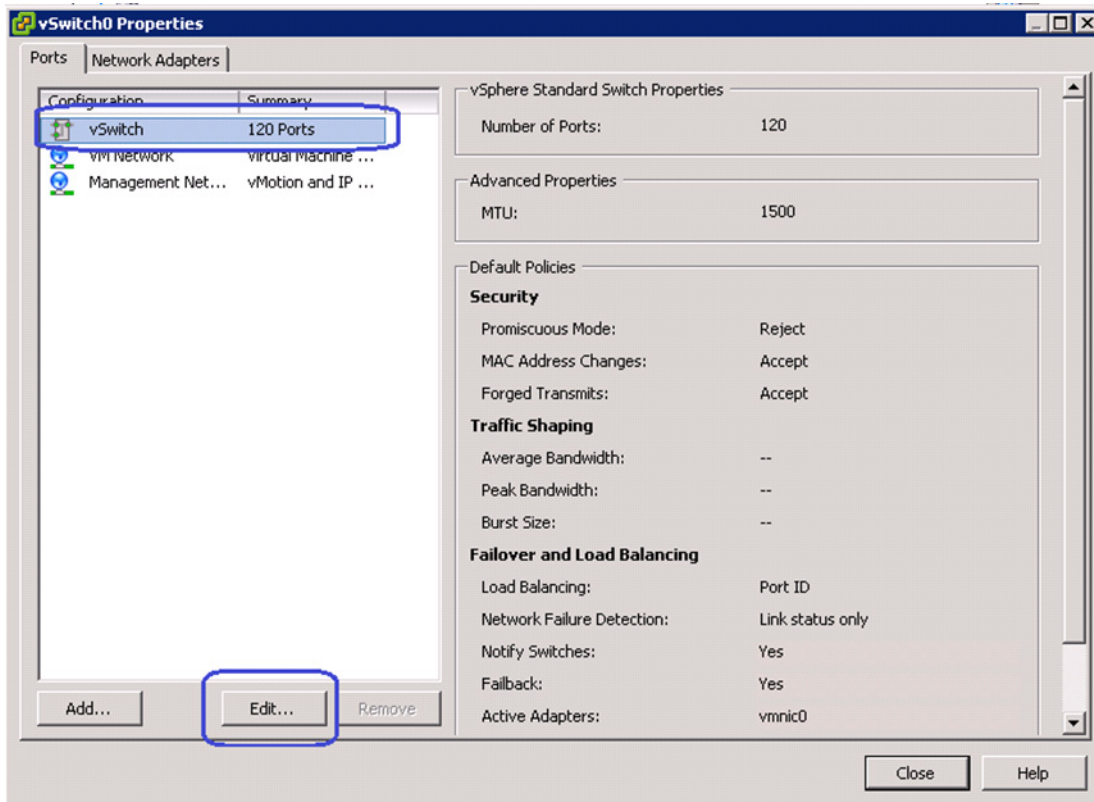 vSwitch0 Properties
Ports Network Adapters
Configuration Summary
vSwitch 120 Ports
VM Network Virtual Machine ...
Management Net... vMotion and IP ...
Add... Edit... Remove
vSphere Standard Switch Properties
Number of Ports: 120
Advanced Properties
MTU: 1500
Default Policies
Security
Promiscuous Mode: Reject
MAC Address Changes: Accept
Forged Transmits: Accept
Traffic Shaping
Average Bandwidth: --
Peak Bandwidth: --
Burst Size: --
Failover and Load Balancing
Load Balancing: Port ID
Network Failure Detection: Link status only
Notify Switches: Yes
Failback: Yes
Active Adapters: vmnic0
Close Help